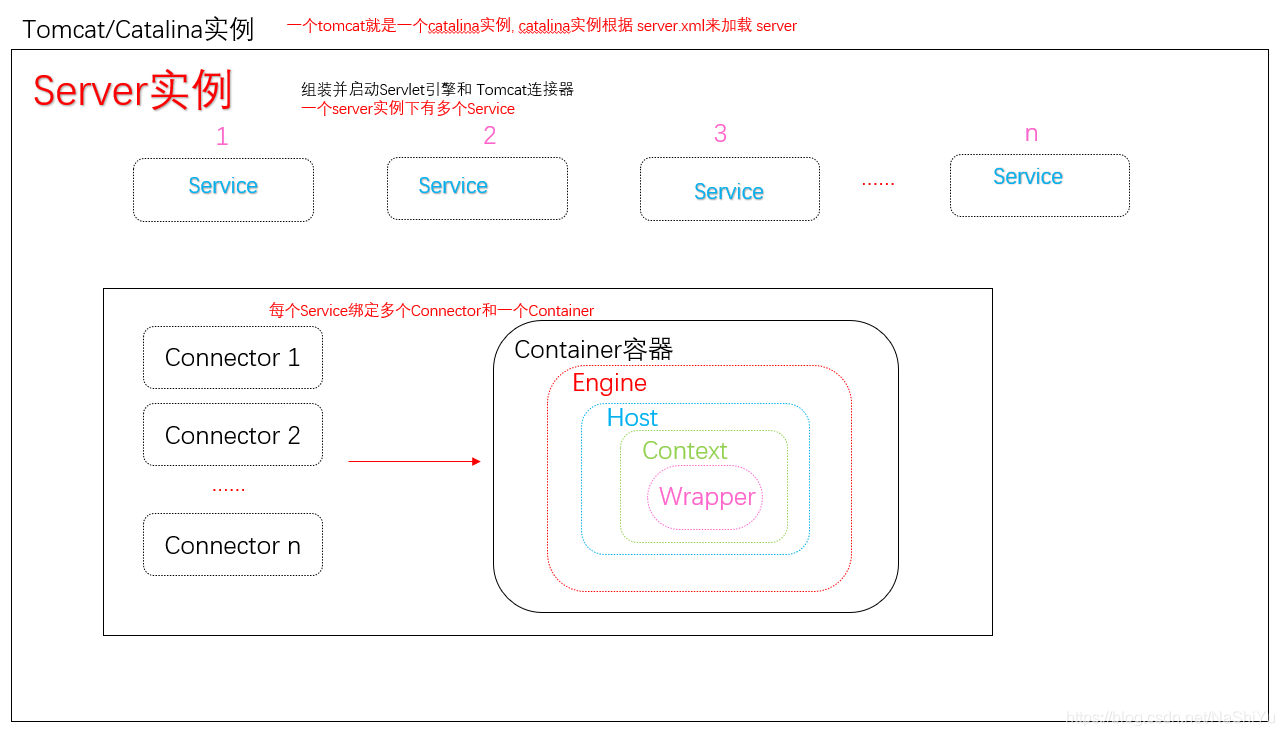 Tomcat/Catalina实例
一个tomcat就是一个catalina实例, catalina实例根据 server.xml来加载 server
Server实例
组装并启动Servlet引擎和 Tomcat连接器
一个server实例下有多个Service
1
2
3
n
Service
Service
Service
......
Service
每个Service绑定多个Connector和一个Container
Connector 1
Connector 2
......
Connector n
Container容器
Engine
Host
Context
Wrapper
https://blog.csdn.net/NaShiYu